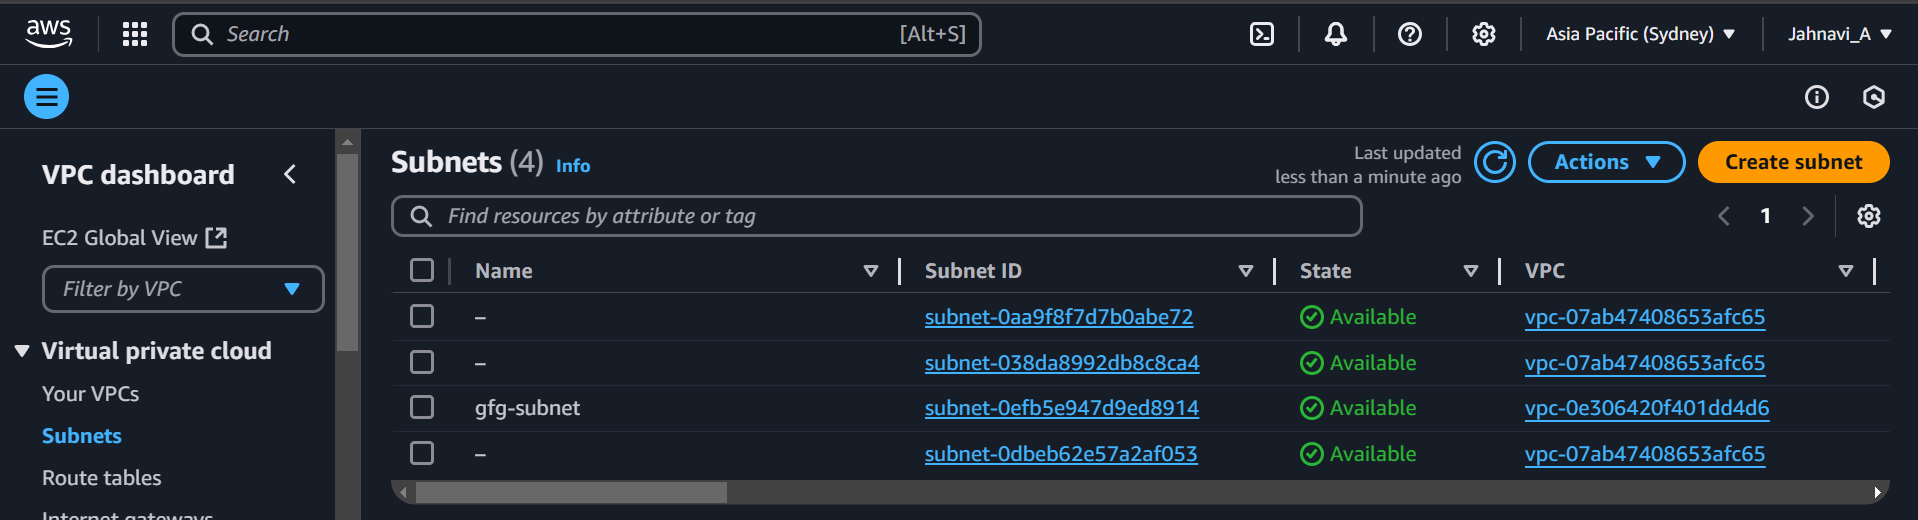 aws Search [Alt+S] Asia Pacific (Sydney) Jahnavi_A
VPC dashboard
EC2 Global View
Filter by VPC
Virtual private cloud
Your VPCs
Subnets
Route tables
Internet gateways
Subnets (4) Info
Last updated
less than a minute ago
Actions
Create subnet
Find resources by attribute or tag
1
Name Subnet ID State VPC
– subnet-0aa9f8f7d7b0abe72 Available vpc-07ab47408653afc65
– subnet-038da8992db8c8ca4 Available vpc-07ab47408653afc65
gfg-subnet subnet-0efb5e947d9ed8914 Available vpc-0e306420f401dd4d6
– subnet-0dbeb62e57a2af053 Available vpc-07ab47408653afc65